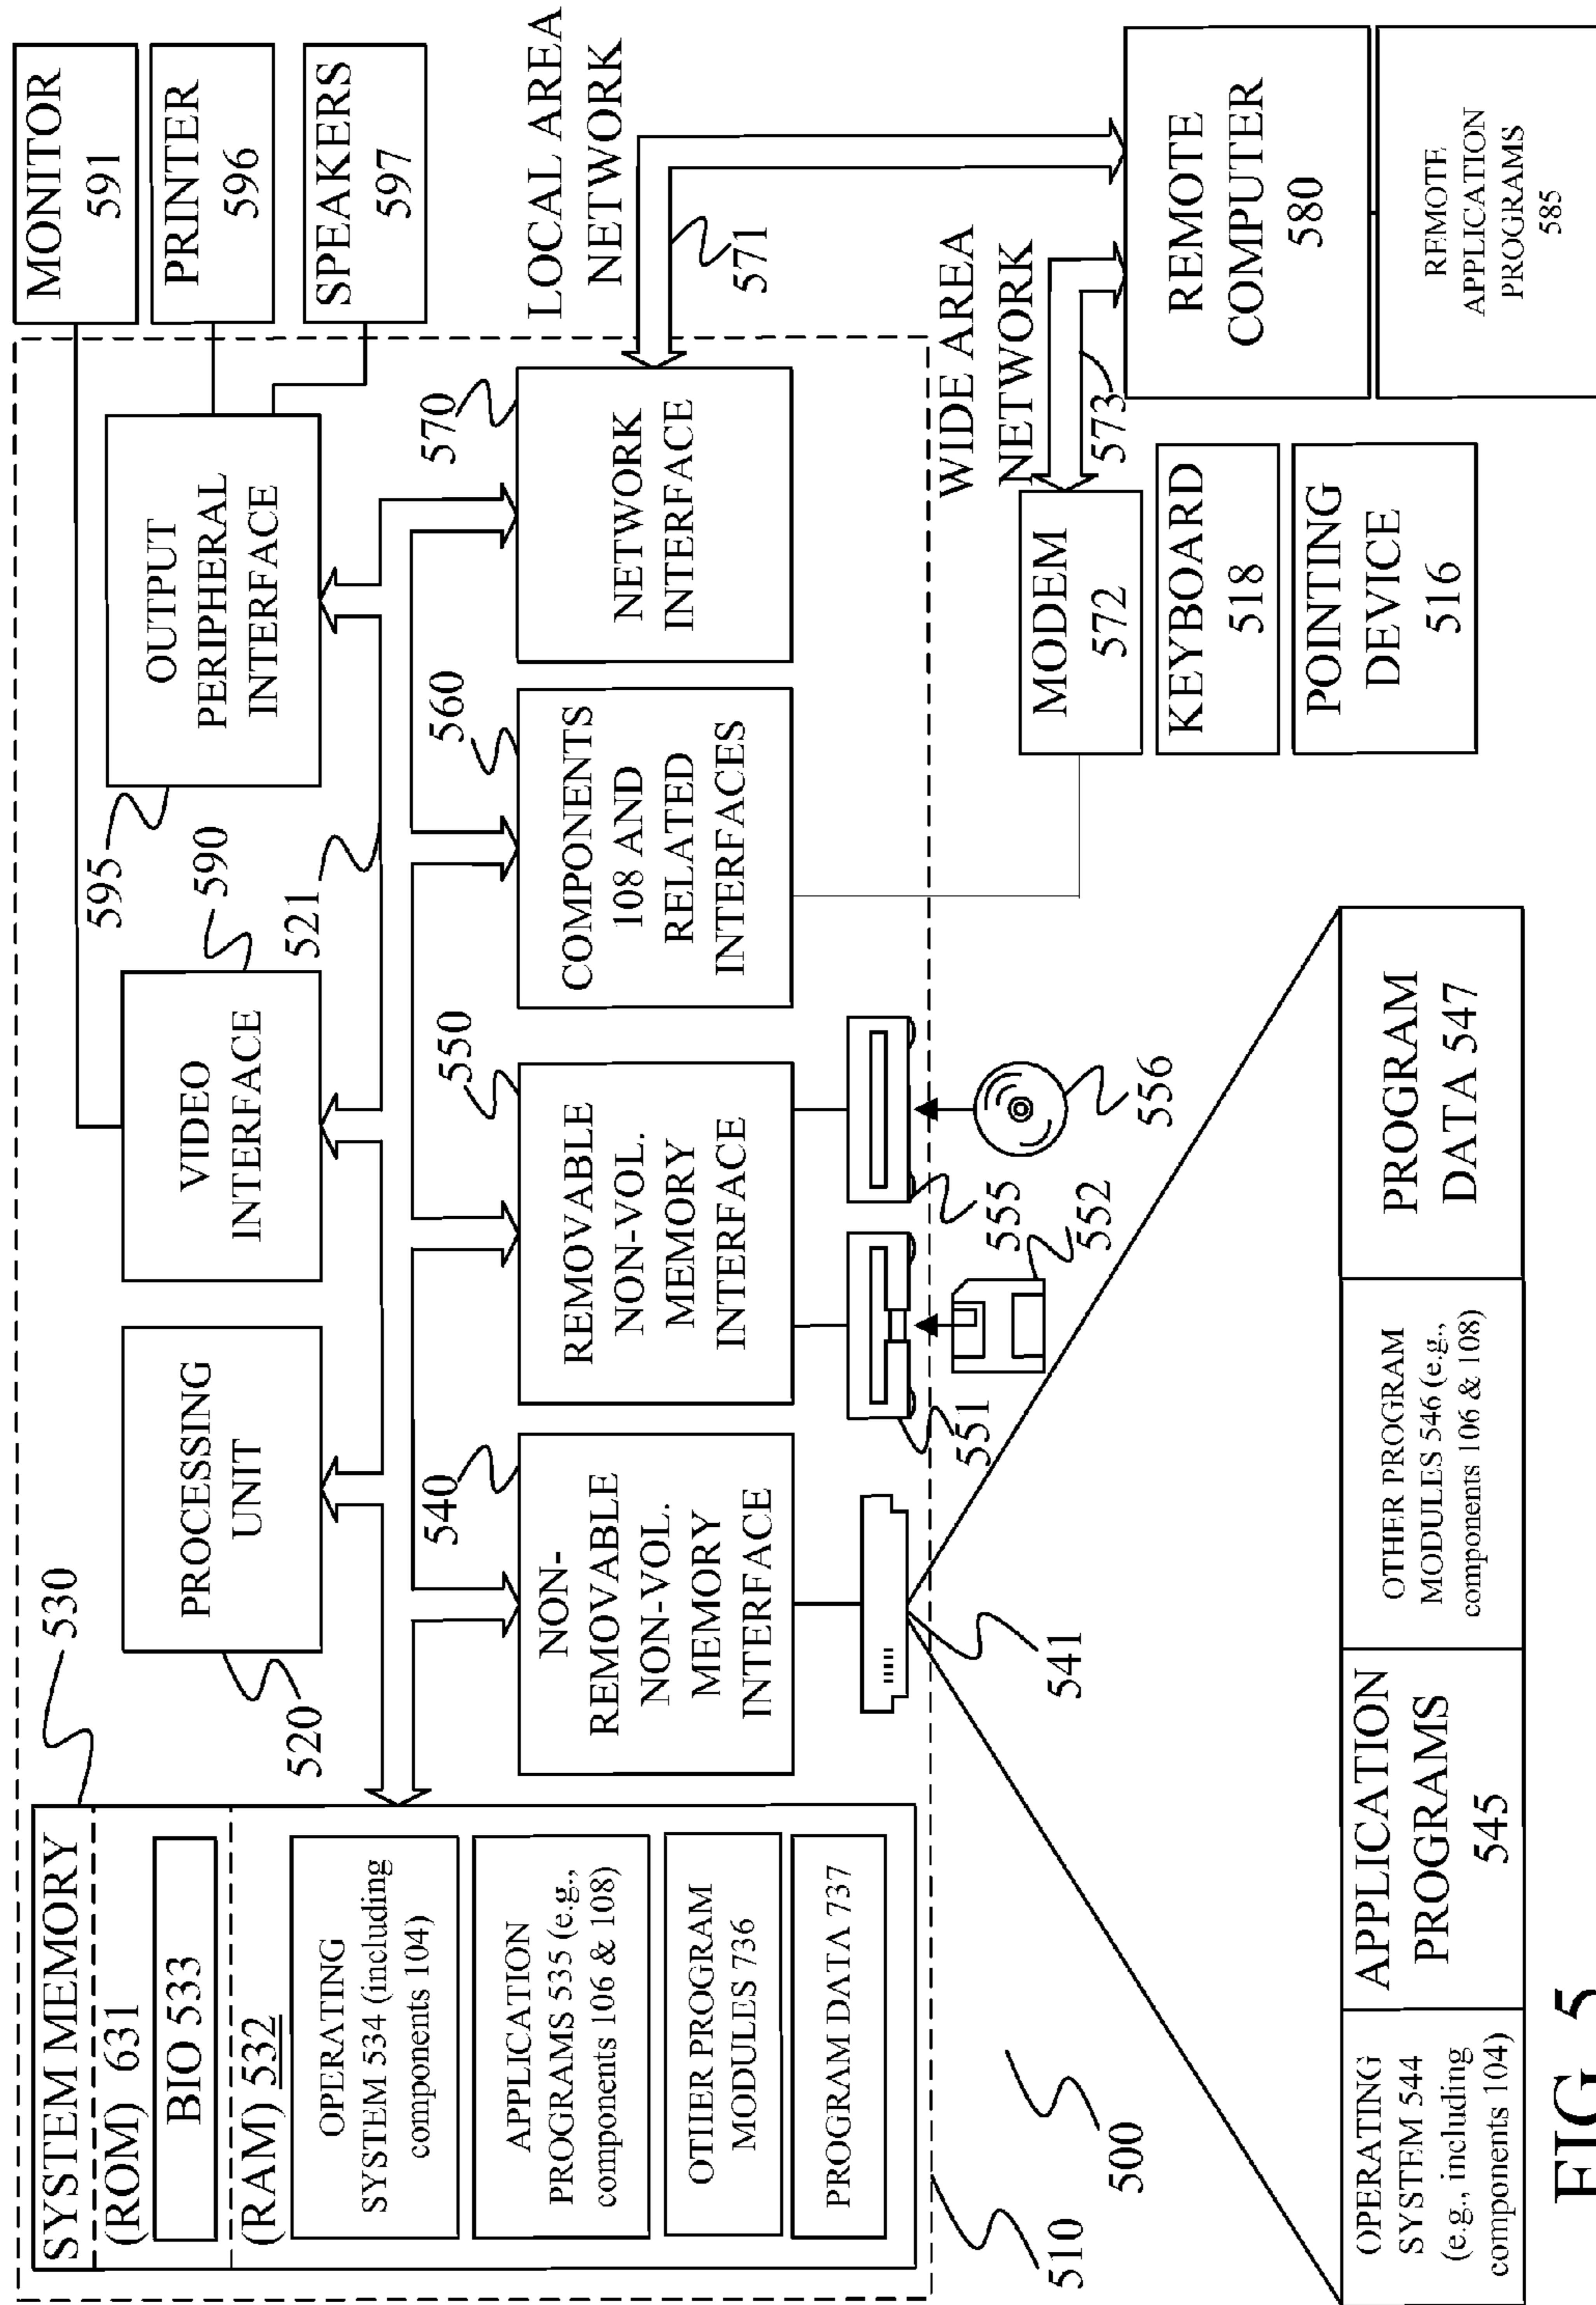 SYSTEM MEMORY
(ROM) 631
BIO 533
(RAM) 532
OPERATING
SYSTEM 534 (including
components 104)
APPLICATION
PROGRAMS 535 (e.g.,
components 106 & 108)
OTHER PROGRAM
MODULES 736
PROGRAM DATA 737
530
520
PROCESSING
UNIT
VIDEO
INTERFACE
590
521
595
OUTPUT
PERIPHERAL
INTERFACE
MONITOR
591
PRINTER
596
SPEAKERS
597
540
NON-
REMOVABLE
NON-VOL.
MEMORY
INTERFACE
550
REMOVABLE
NON-VOL.
MEMORY
INTERFACE
560
COMPONENTS
108 AND
RELATED
INTERFACES
570
NETWORK
INTERFACE
LOCAL AREA
NETWORK
571
541
551
552
555
556
WIDE AREA
NETWORK
573
MODEM
572
KEYBOARD
518
POINTING
DEVICE
516
REMOTE
COMPUTER
580
REMOTE
APPLICATION
PROGRAMS
585
510
500
OPERATING
SYSTEM 544
(e.g., including
components 104)
APPLICATION
PROGRAMS
545
OTHER PROGRAM
MODULES 546 (e.g.,
components 106 & 108)
PROGRAM
DATA 547
FIG. 5